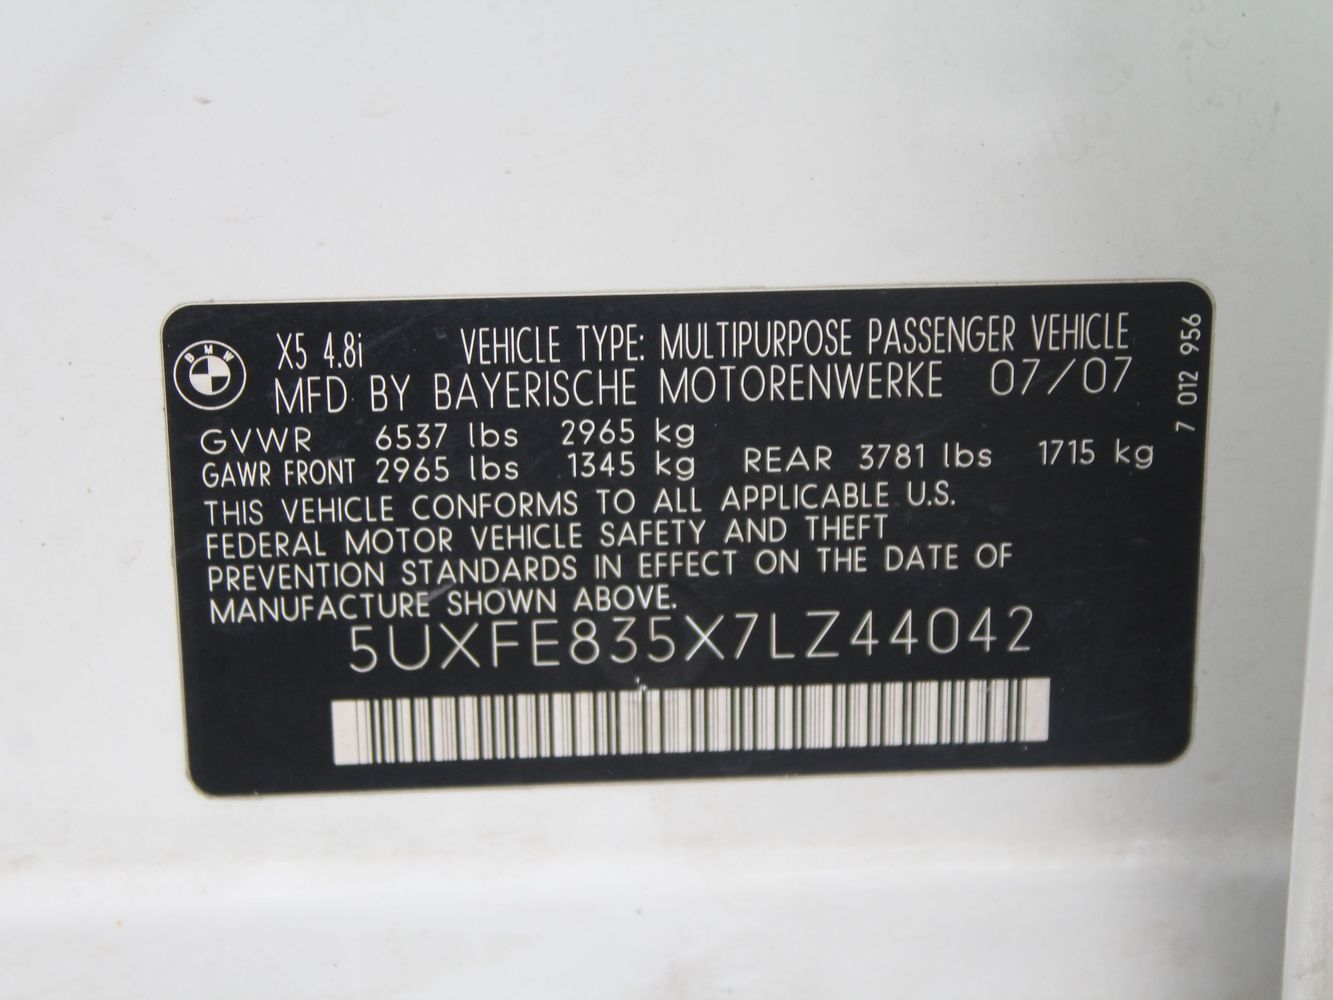 BMW
X5 4.8i VEHICLE TYPE: MULTIPURPOSE PASSENGER VEHICLE
MFD BY BAYERISCHE MOTORENWERKE 07/07
GVWR 6537 lbs 2965 kg
GAWR FRONT 2965 lbs 1345 kg REAR 3781 lbs 1715 kg
THIS VEHICLE CONFORMS TO ALL APPLICABLE U.S.
FEDERAL MOTOR VEHICLE SAFETY AND THEFT
PREVENTION STANDARDS IN EFFECT ON THE DATE OF
MANUFACTURE SHOWN ABOVE.
5UXFE835X7LZ44042
7 012 956